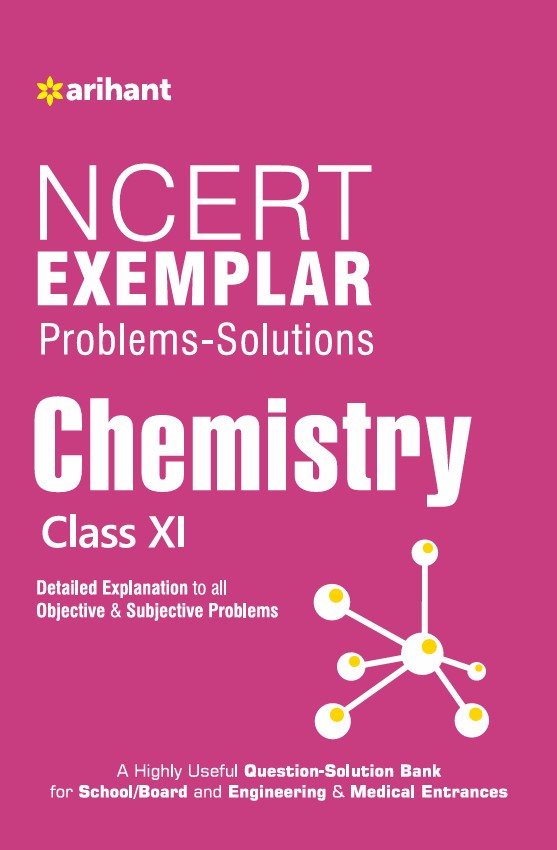 arihant
NCERT
EXEMPLAR
Problems-Solutions
Chemistry
Class XI
Detailed Explanation to all
Objective & Subjective Problems
A Highly Useful Question-Solution Bank
for School/Board and Engineering & Medical Entrances